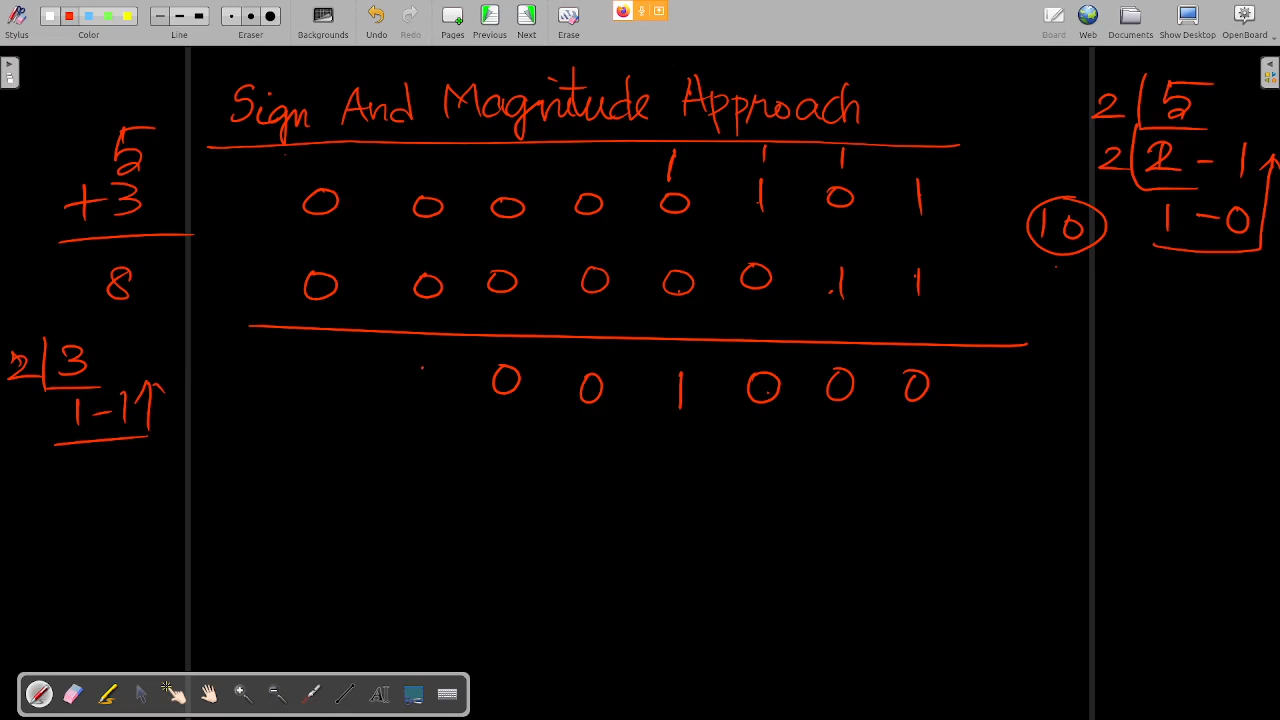 Stylus
Color
Line
Eraser
Backgrounds
Undo
Redo
Pages
Previous
Next
Erase
Board
Web
Documents
Show Desktop
OpenBoard
Sign And Magnitude Approach
5
+ 3
8
2 3
1 - 1
1 1 1
0 0 0 0 0 1 0 1
0 0 0 0 0 0 1 1
0 0 1 0 0 0
10
2 5
2 2 - 1
1 - 0
AI